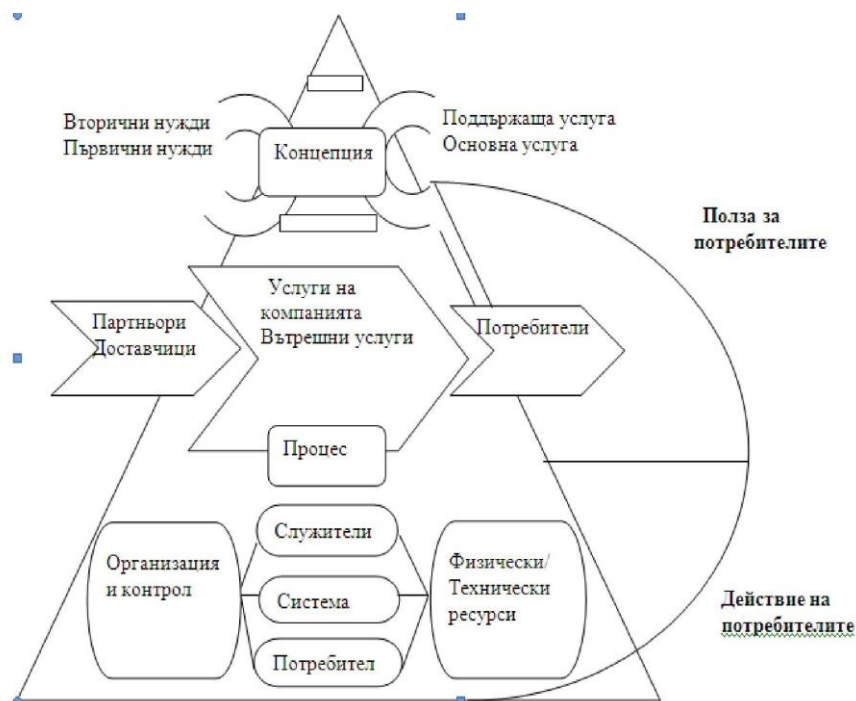 Вторични нужди
Първични нужди
Концепция
Поддържаща услуга
Основна услуга
Полза за
потребителите
Партньори
Доставчици
Услуги на
компанията
Вътрешни услуги
Потребители
Процес
Организация
и контрол
Служители
Система
Потребител
Физически/
Технически
ресурси
Действие на
потребителите